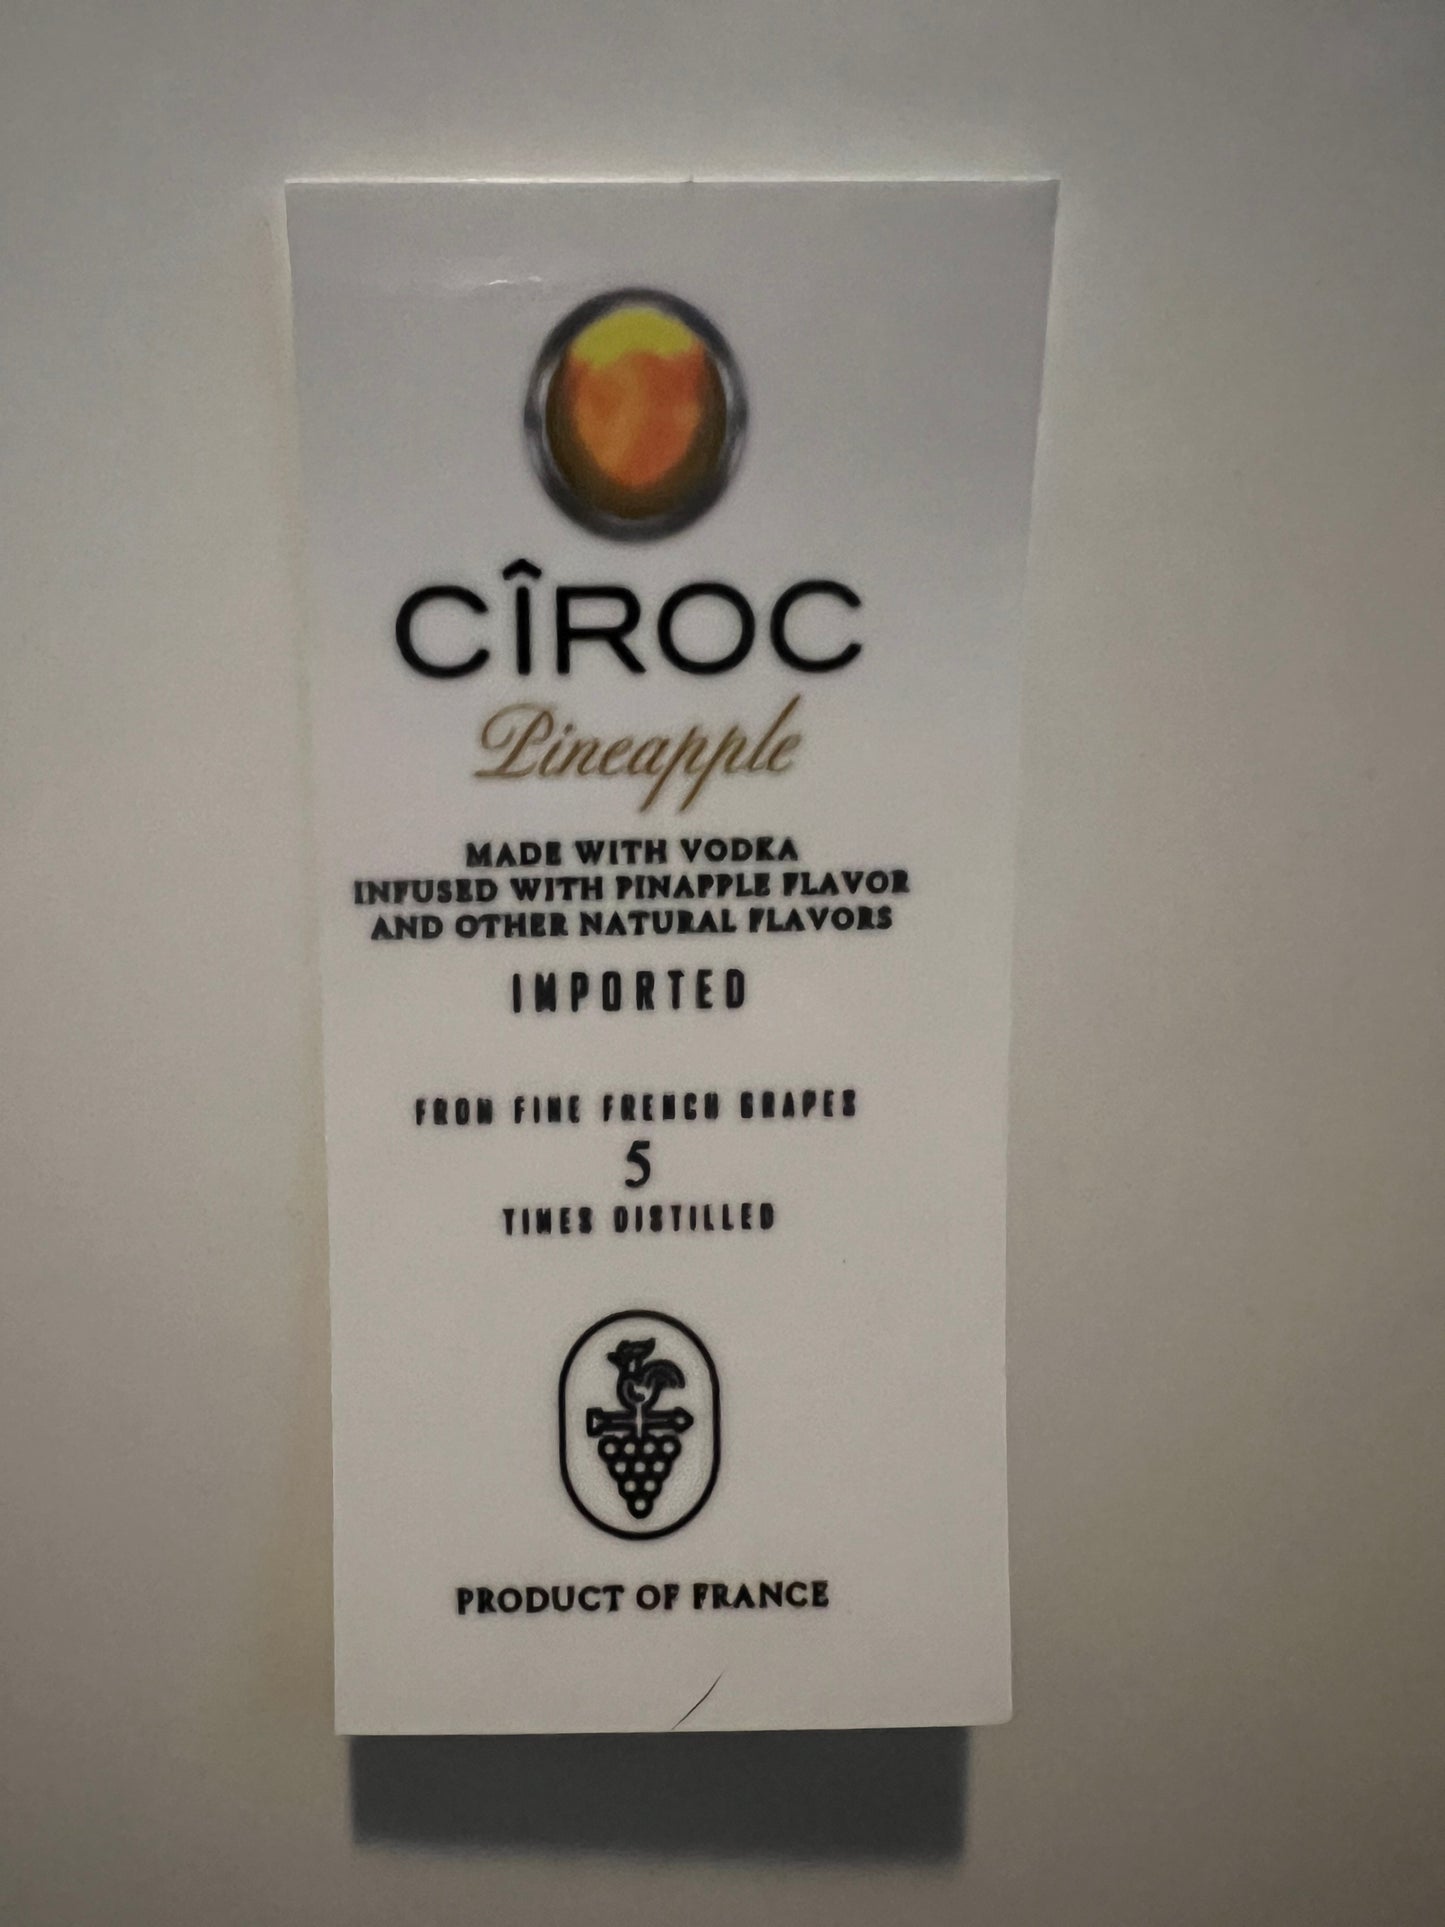 CÎROC
Pineapple
MADE WITH VODKA
INFUSED WITH PINAPPLE FLAVOR
AND OTHER NATURAL FLAVORS
IMPORTED
FROM FINE FRENCH GRAPES
5
TIMES DISTILLED
PRODUCT OF FRANCE